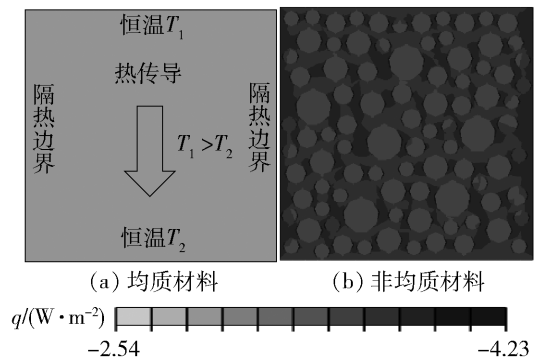 恒温T₁
热传导
隔热边界
隔热边界
T₁>T₂
恒温T₂
(a) 均质材料
(b) 非均质材料
q/(W·m⁻²)
-2.54
-4.23